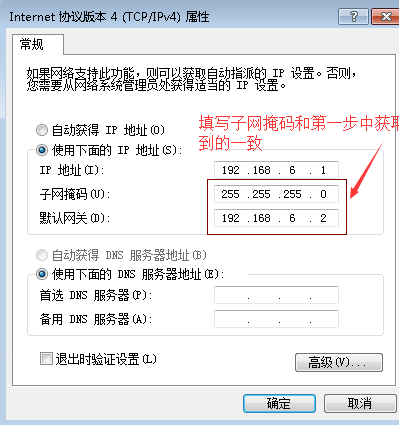 Internet 协议版本 4 (TCP/IPv4) 属性
常规
如果网络支持此功能，则可以获取自动指派的 IP 设置。否则，
您需要从网络系统管理员处获得适当的 IP 设置。
自动获得 IP 地址(O)
填写子网掩码和第一步中获取
到的一致
使用下面的 IP 地址(S):
IP 地址(I): 192 .168 . 6 . 1
子网掩码(U): 255 .255 .255 . 0
默认网关(D): 192 .168 . 6 . 2
自动获得 DNS 服务器地址(B)
使用下面的 DNS 服务器地址(E):
首选 DNS 服务器(P): . . .
备用 DNS 服务器(A): . . .
退出时验证设置(L)
高级(V)...
确定 取消